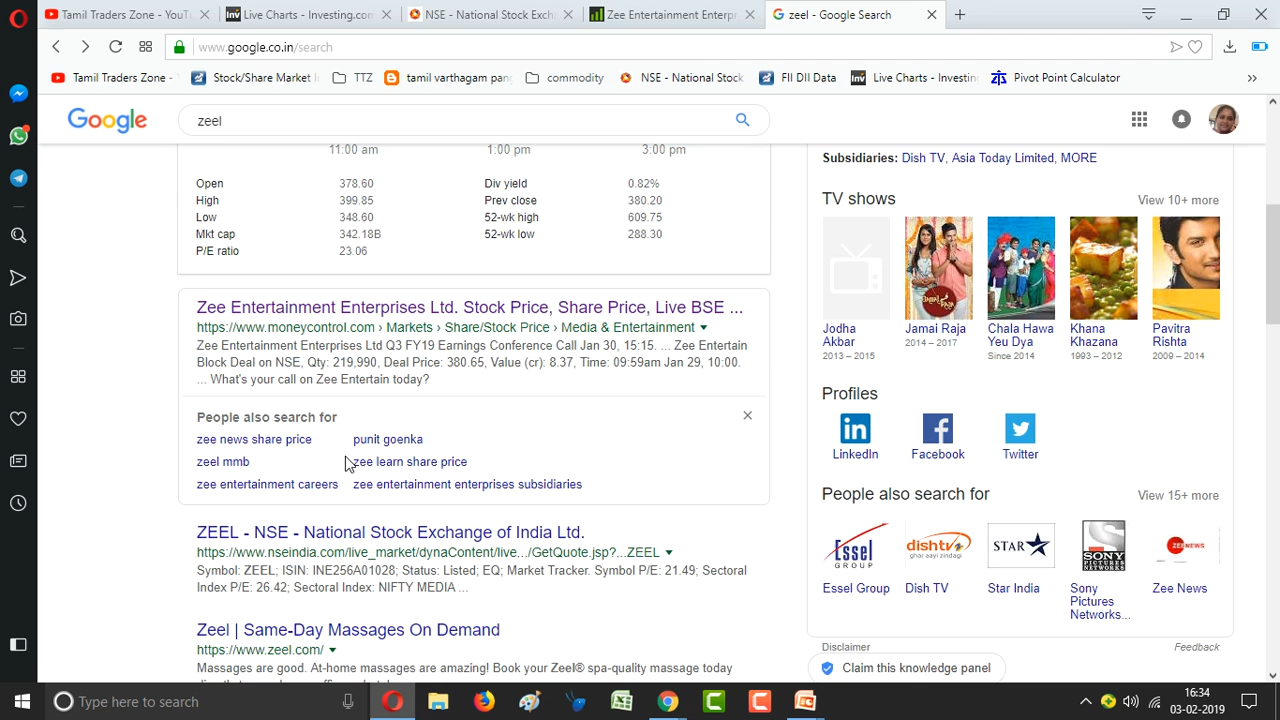 Tamil Traders Zone - YouTu
Live Charts - Investing.com
NSE - National Stock Exch
Zee Entertainment Enterpr
zeel - Google Search
www.google.co.in/search
Tamil Traders Zone -
Stock/Share Market
TTZ
tamil varthagam pan
commodity
NSE - National Stock
FII DII Data
Live Charts - Investin
Pivot Point Calculator
Google
zeel
11:00 am
1:00 pm
3:00 pm
Open 378.60 Div yield 0.82%
High 399.85 Prev close 380.20
Low 348.60 52-wk high 609.75
Mkt cap 342.18B 52-wk low 288.30
P/E ratio 23.06
Zee Entertainment Enterprises Ltd. Stock Price, Share Price, Live BSE ...
https://www.moneycontrol.com › Markets › Share/Stock Price › Media & Entertainment
Zee Entertainment Enterprises Ltd Q3 FY19 Earnings Conference Call Jan 30, 15:15. ... Zee Entertain
Block Deal on NSE, Qty: 219,990, Deal Price: 380.65, Value (cr): 8.37, Time: 09:59am Jan 29, 10:00.
... What's your call on Zee Entertain today?
People also search for
zee news share price punit goenka
zeel mmb zee learn share price
zee entertainment careers zee entertainment enterprises subsidiaries
ZEEL - NSE - National Stock Exchange of India Ltd.
https://www.nseindia.com/live_market/dynaContent/live.../GetQuote.jsp?...ZEEL
Symbol: ZEEL; ISIN: INE256A01028; Status: Listed; EQ; Market Tracker. Symbol P/E: 21.49; Sectoral
Index P/E: 26.42; Sectoral Index: NIFTY MEDIA ...
Zeel | Same-Day Massages On Demand
https://www.zeel.com/
Massages are good. At-home massages are amazing! Book your Zeel® spa-quality massage today
Subsidiaries: Dish TV, Asia Today Limited, MORE
TV shows
View 10+ more
Jodha
Akbar
2013 – 2015
Jamai Raja
2014 – 2017
Chala Hawa
Yeu Dya
Since 2014
Khana
Khazana
1993 – 2012
Pavitra
Rishta
2009 – 2014
Profiles
LinkedIn
Facebook
Twitter
People also search for
View 15+ more
ESSEL
GROUP
dishtv
ghar aayi zindagi
STAR
SONY
PICTURES
NETWORKS
ZEE NEWS
Essel Group
Dish TV
Star India
Sony
Pictures
Networks...
Zee News
Disclaimer
Feedback
Claim this knowledge panel
Type here to search
16:34
03-02-2019